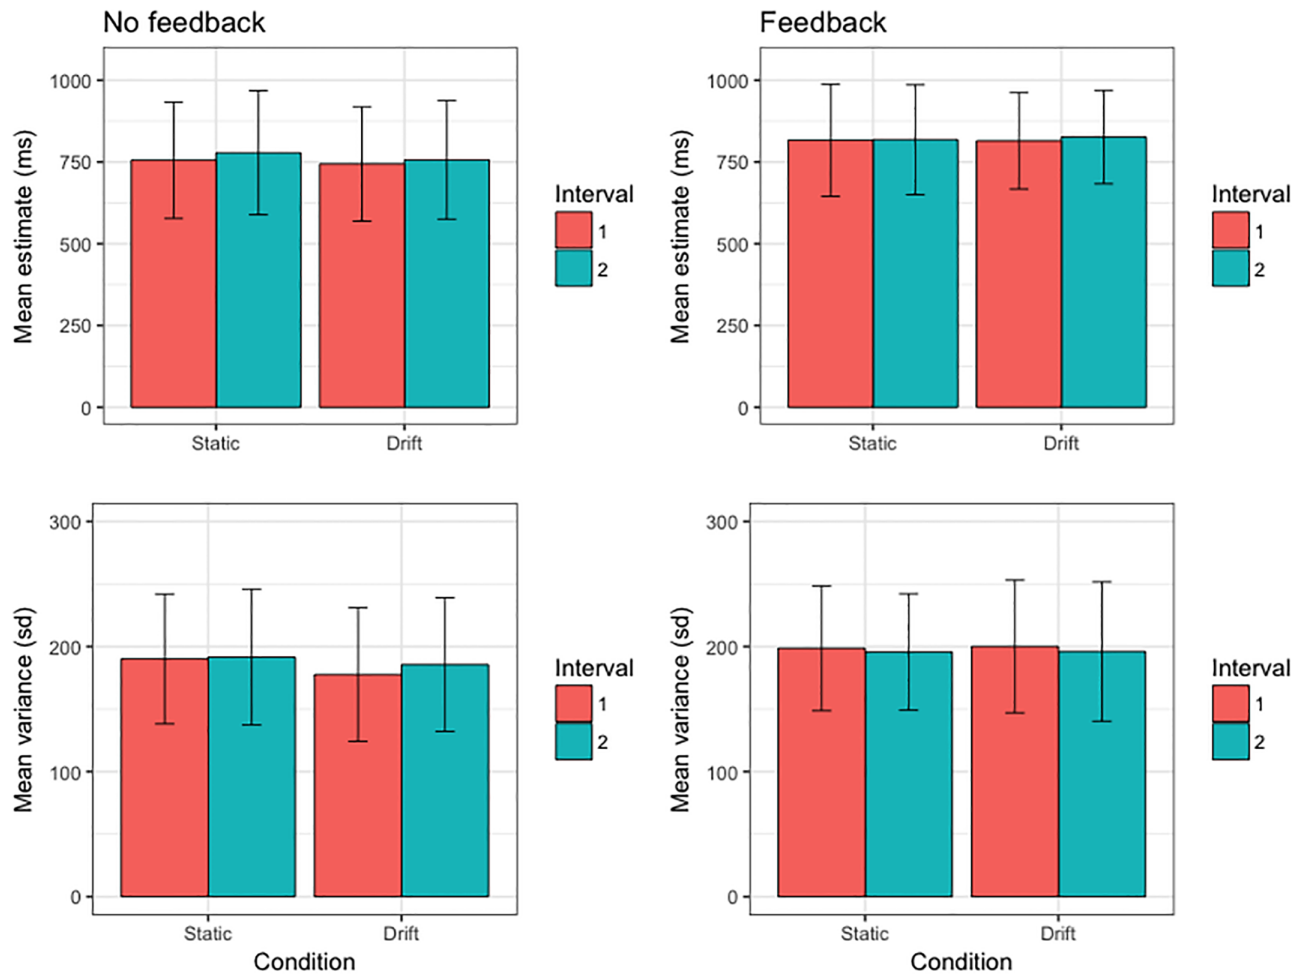 No feedback
Mean estimate (ms)
1000
750
500
250
0
Static Drift
Interval
1
2
Feedback
Mean estimate (ms)
1000
750
500
250
0
Static Drift
Interval
1
2
Mean variance (sd)
300
200
100
0
Static Drift
Condition
Interval
1
2
Mean variance (sd)
300
200
100
0
Static Drift
Condition
Interval
1
2